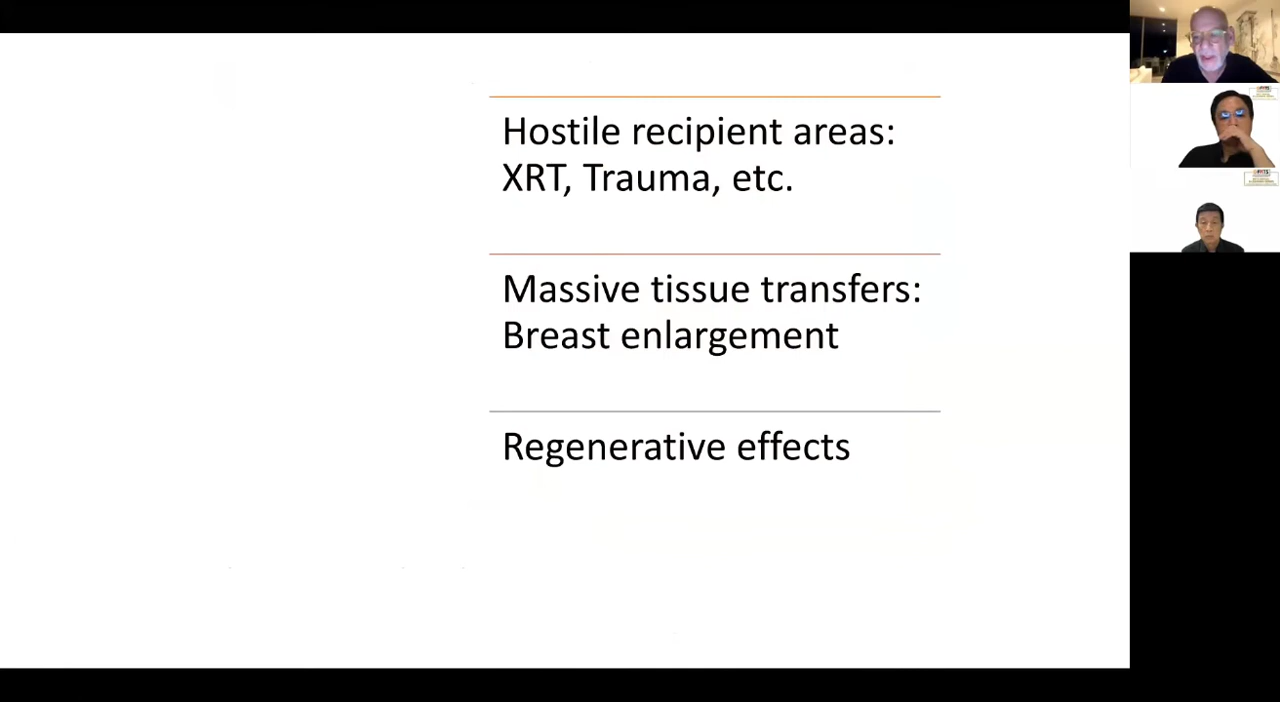 Hostile recipient areas:
XRT, Trauma, etc.
Massive tissue transfers:
Breast enlargement
Regenerative effects